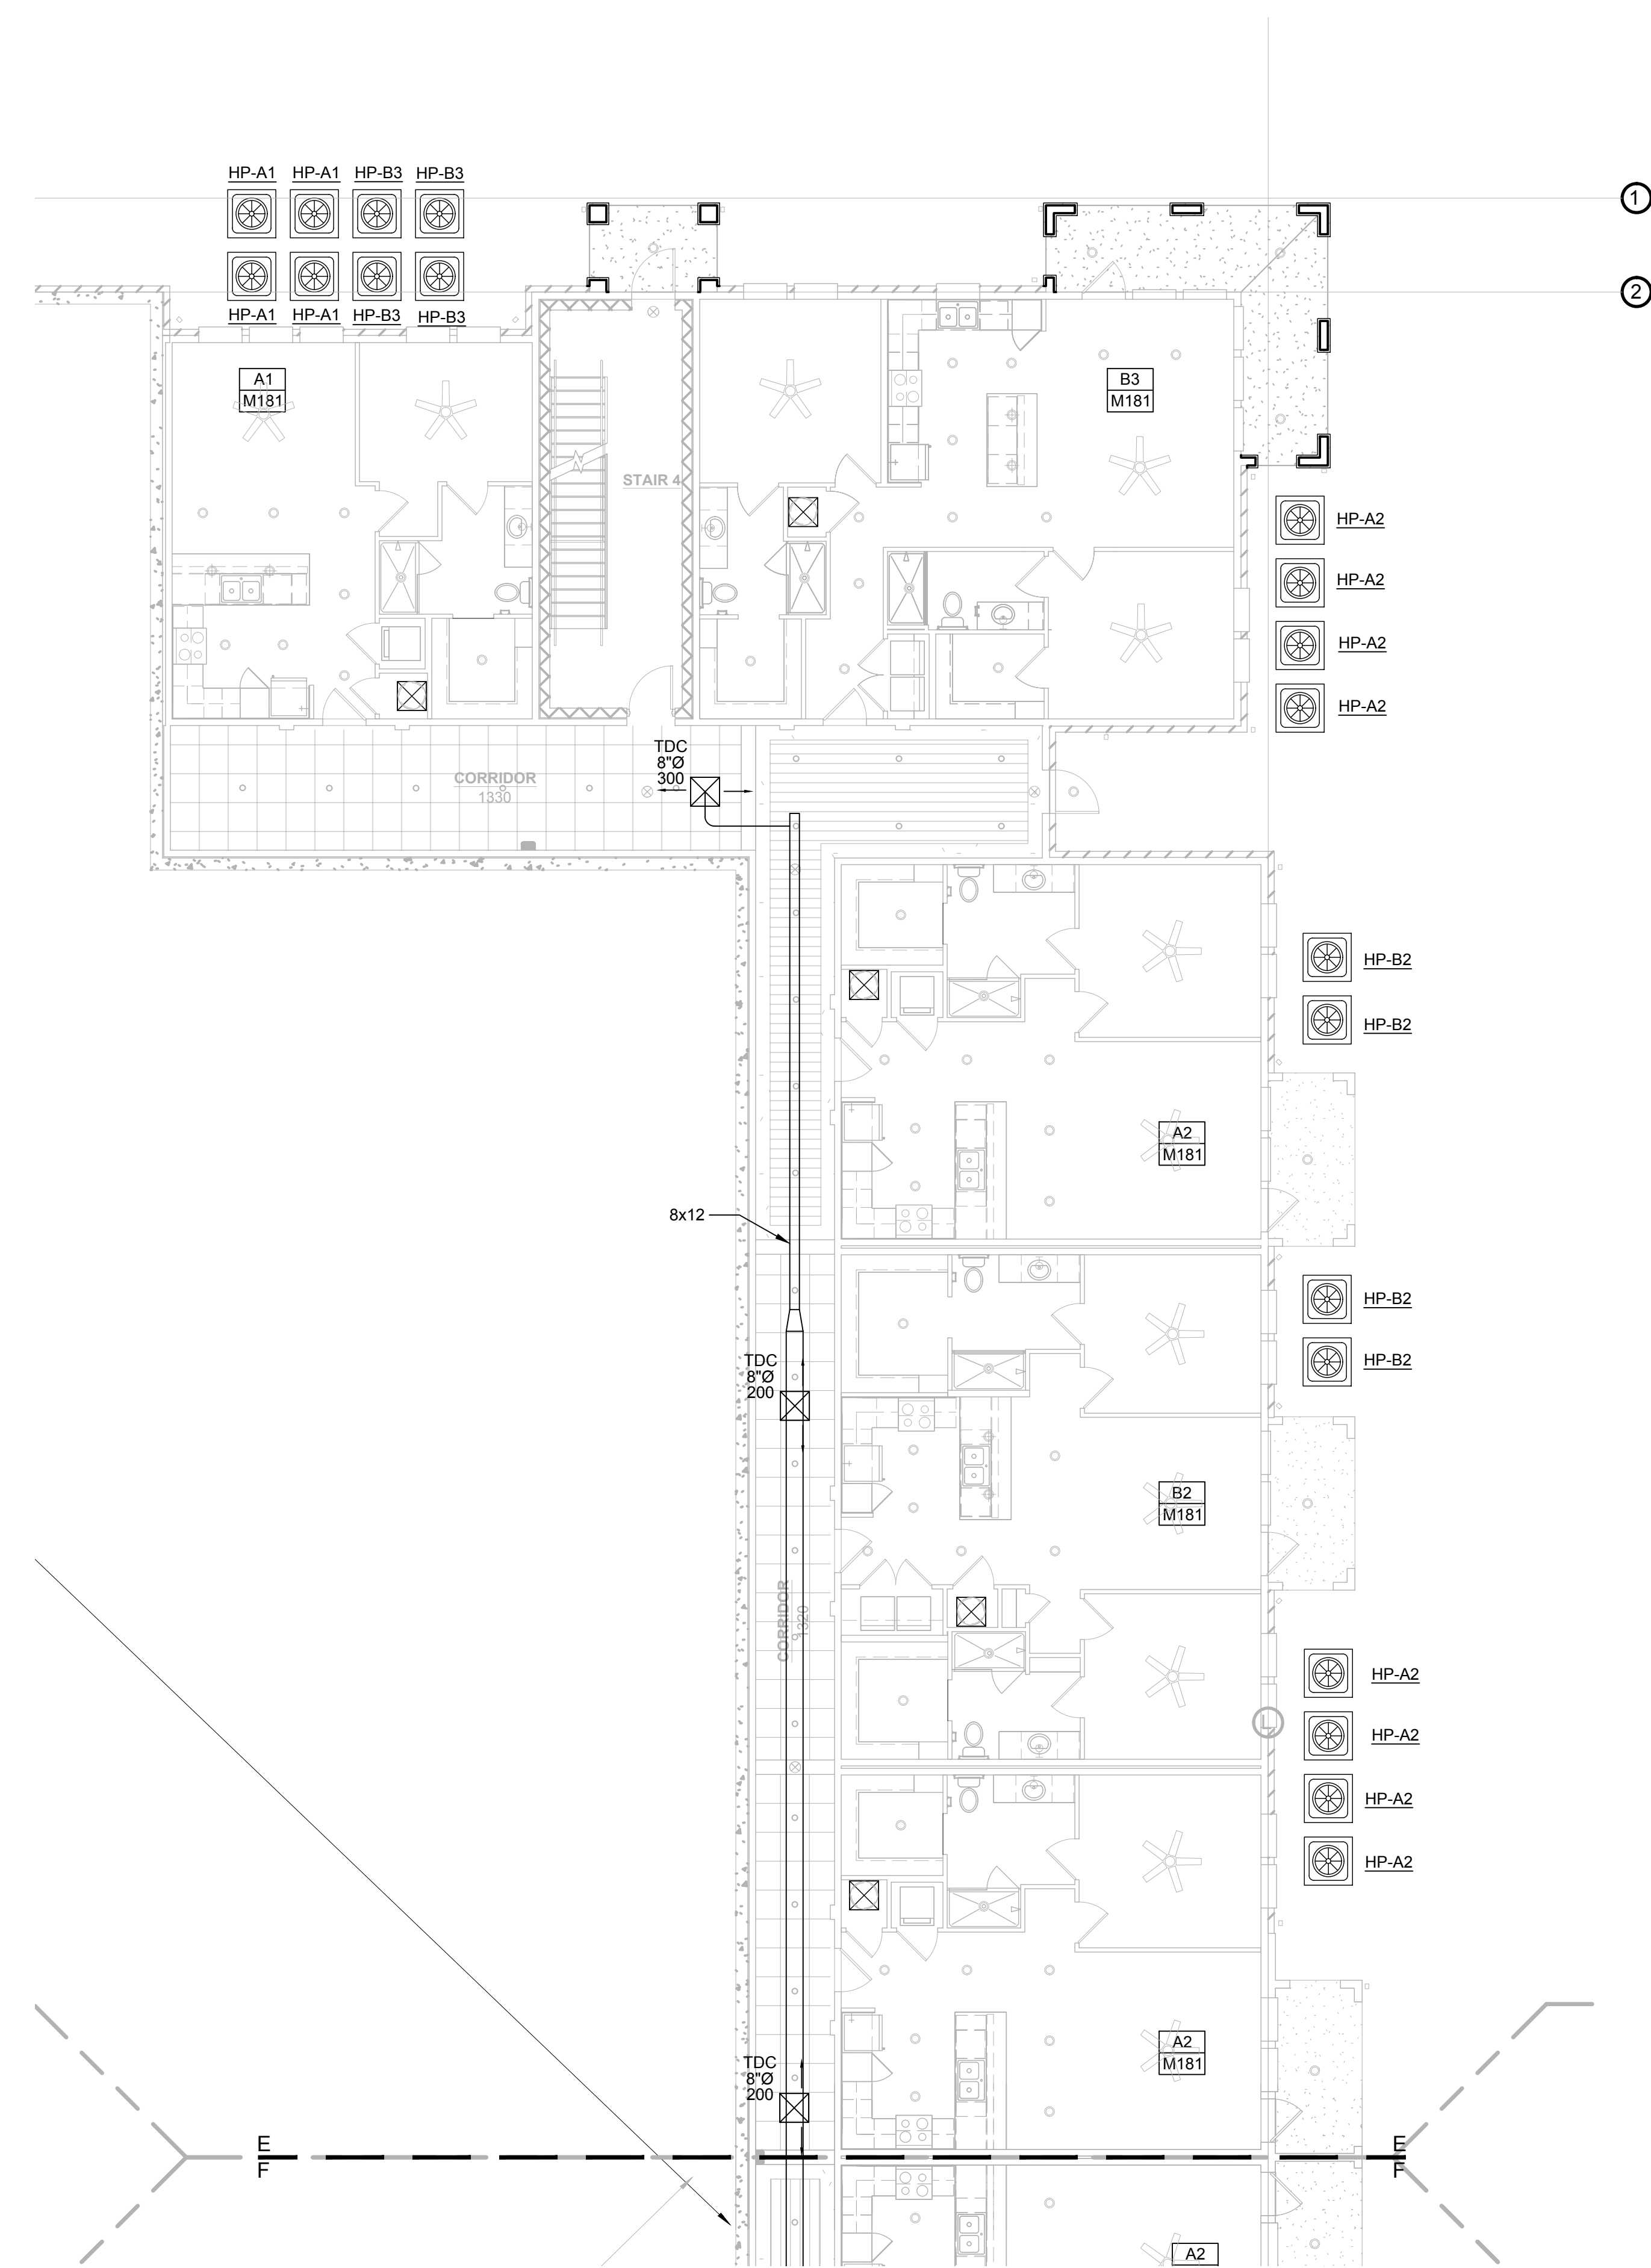 HP-A1 HP-A1 HP-B3 HP-B3
1
2
HP-A1 HP-A1 HP-B3 HP-B3
A1
M181
B3
M181
STAIR 4
HP-A2
HP-A2
HP-A2
HP-A2
TDC
8"Ø
300
CORRIDOR
1330
HP-B2
HP-B2
A2
M181
8x12
HP-B2
HP-B2
TDC
8"Ø
200
B2
M181
CORRIDOR
1320
HP-A2
L
HP-A2
HP-A2
HP-A2
A2
M181
TDC
8"Ø
200
E
F
E
F
A2